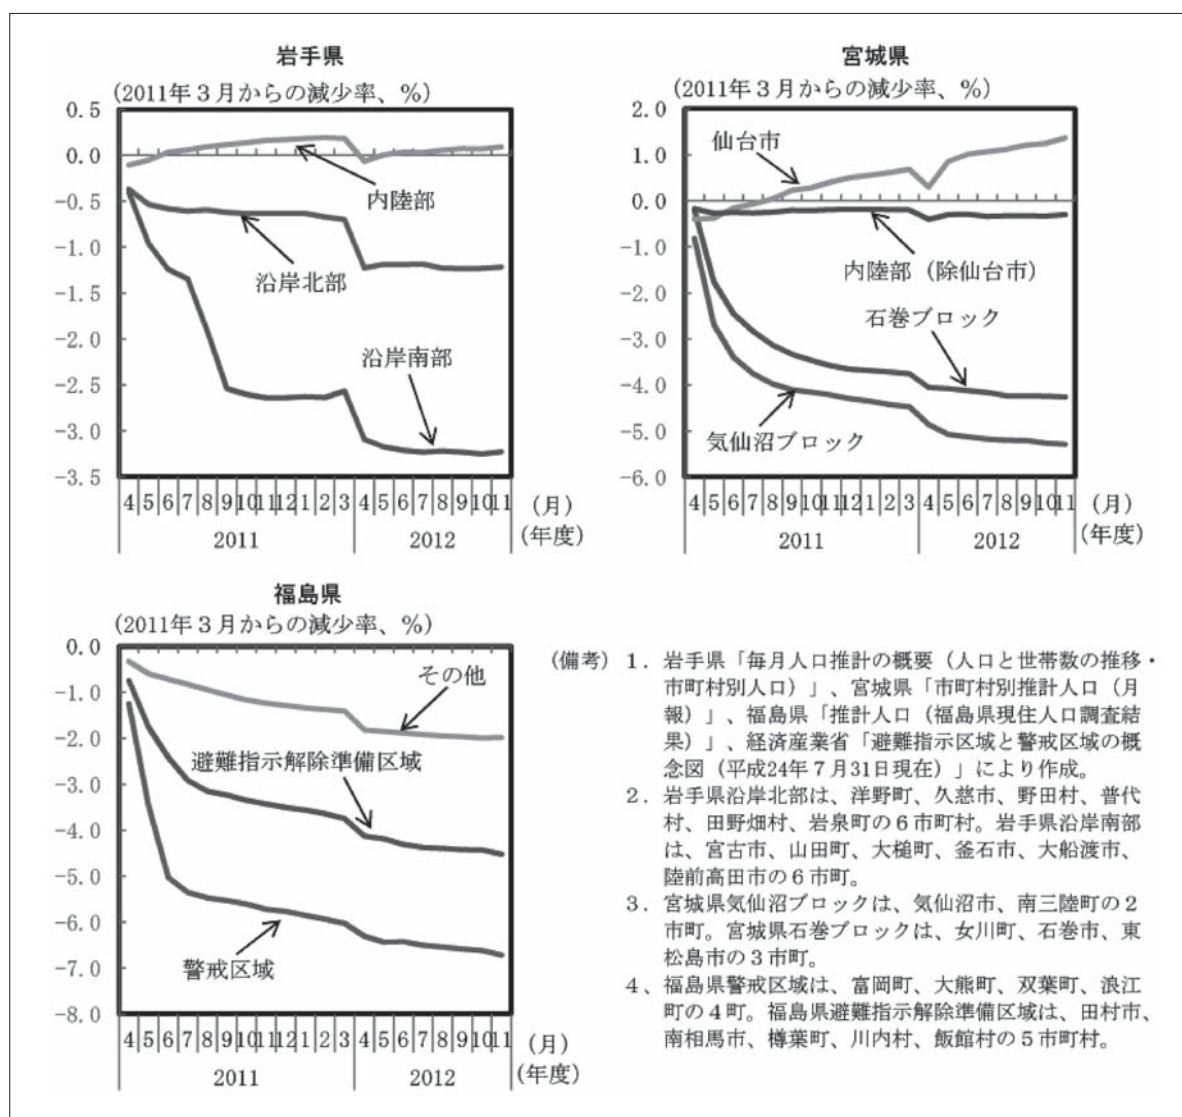 岩手県
(2011年3月からの減少率、%)
0.5
0.0
-0.5
-1.0
-1.5
-2.0
-2.5
-3.0
-3.5
内陸部
沿岸北部
沿岸南部
4 5 6 7 8 9 10 11 12 1 2 3 4 5 6 7 8 9 10 11 (月)
2011 2012 (年度)
宮城県
(2011年3月からの減少率、%)
2.0
1.0
0.0
-1.0
-2.0
-3.0
-4.0
-5.0
-6.0
仙台市
内陸部(除仙台市)
石巻ブロック
気仙沼ブロック
4 5 6 7 8 9 10 11 12 1 2 3 4 5 6 7 8 9 10 11 (月)
2011 2012 (年度)
福島県
(2011年3月からの減少率、%)
0.0
-1.0
-2.0
-3.0
-4.0
-5.0
-6.0
-7.0
-8.0
その他
避難指示解除準備区域
警戒区域
4 5 6 7 8 9 10 11 12 1 2 3 4 5 6 7 8 9 10 11 (月)
2011 2012 (年度)
(備考)1.岩手県「毎月人口推計の概要(人口と世帯数の推移・
市町村別人口)」、宮城県「市町村別推計人口(月
報)」、福島県「推計人口(福島県現住人口調査結
果)」、経済産業省「避難指示区域と警戒区域の概
念図(平成24年7月31日現在)」により作成。
2.岩手県沿岸北部は、洋野町、久慈市、野田村、普代
村、田野畑村、岩泉町の6市町村。岩手県沿岸南部
は、宮古市、山田町、大槌町、釜石市、大船渡市、
陸前高田市の6市町。
3.宮城県気仙沼ブロックは、気仙沼市、南三陸町の2
市町。宮城県石巻ブロックは、女川町、石巻市、東
松島市の3市町。
4、福島県警戒区域は、富岡町、大熊町、双葉町、浪江
町の4町。福島県避難指示解除準備区域は、田村市、
南相馬市、楢葉町、川内村、飯館村の5市町村。